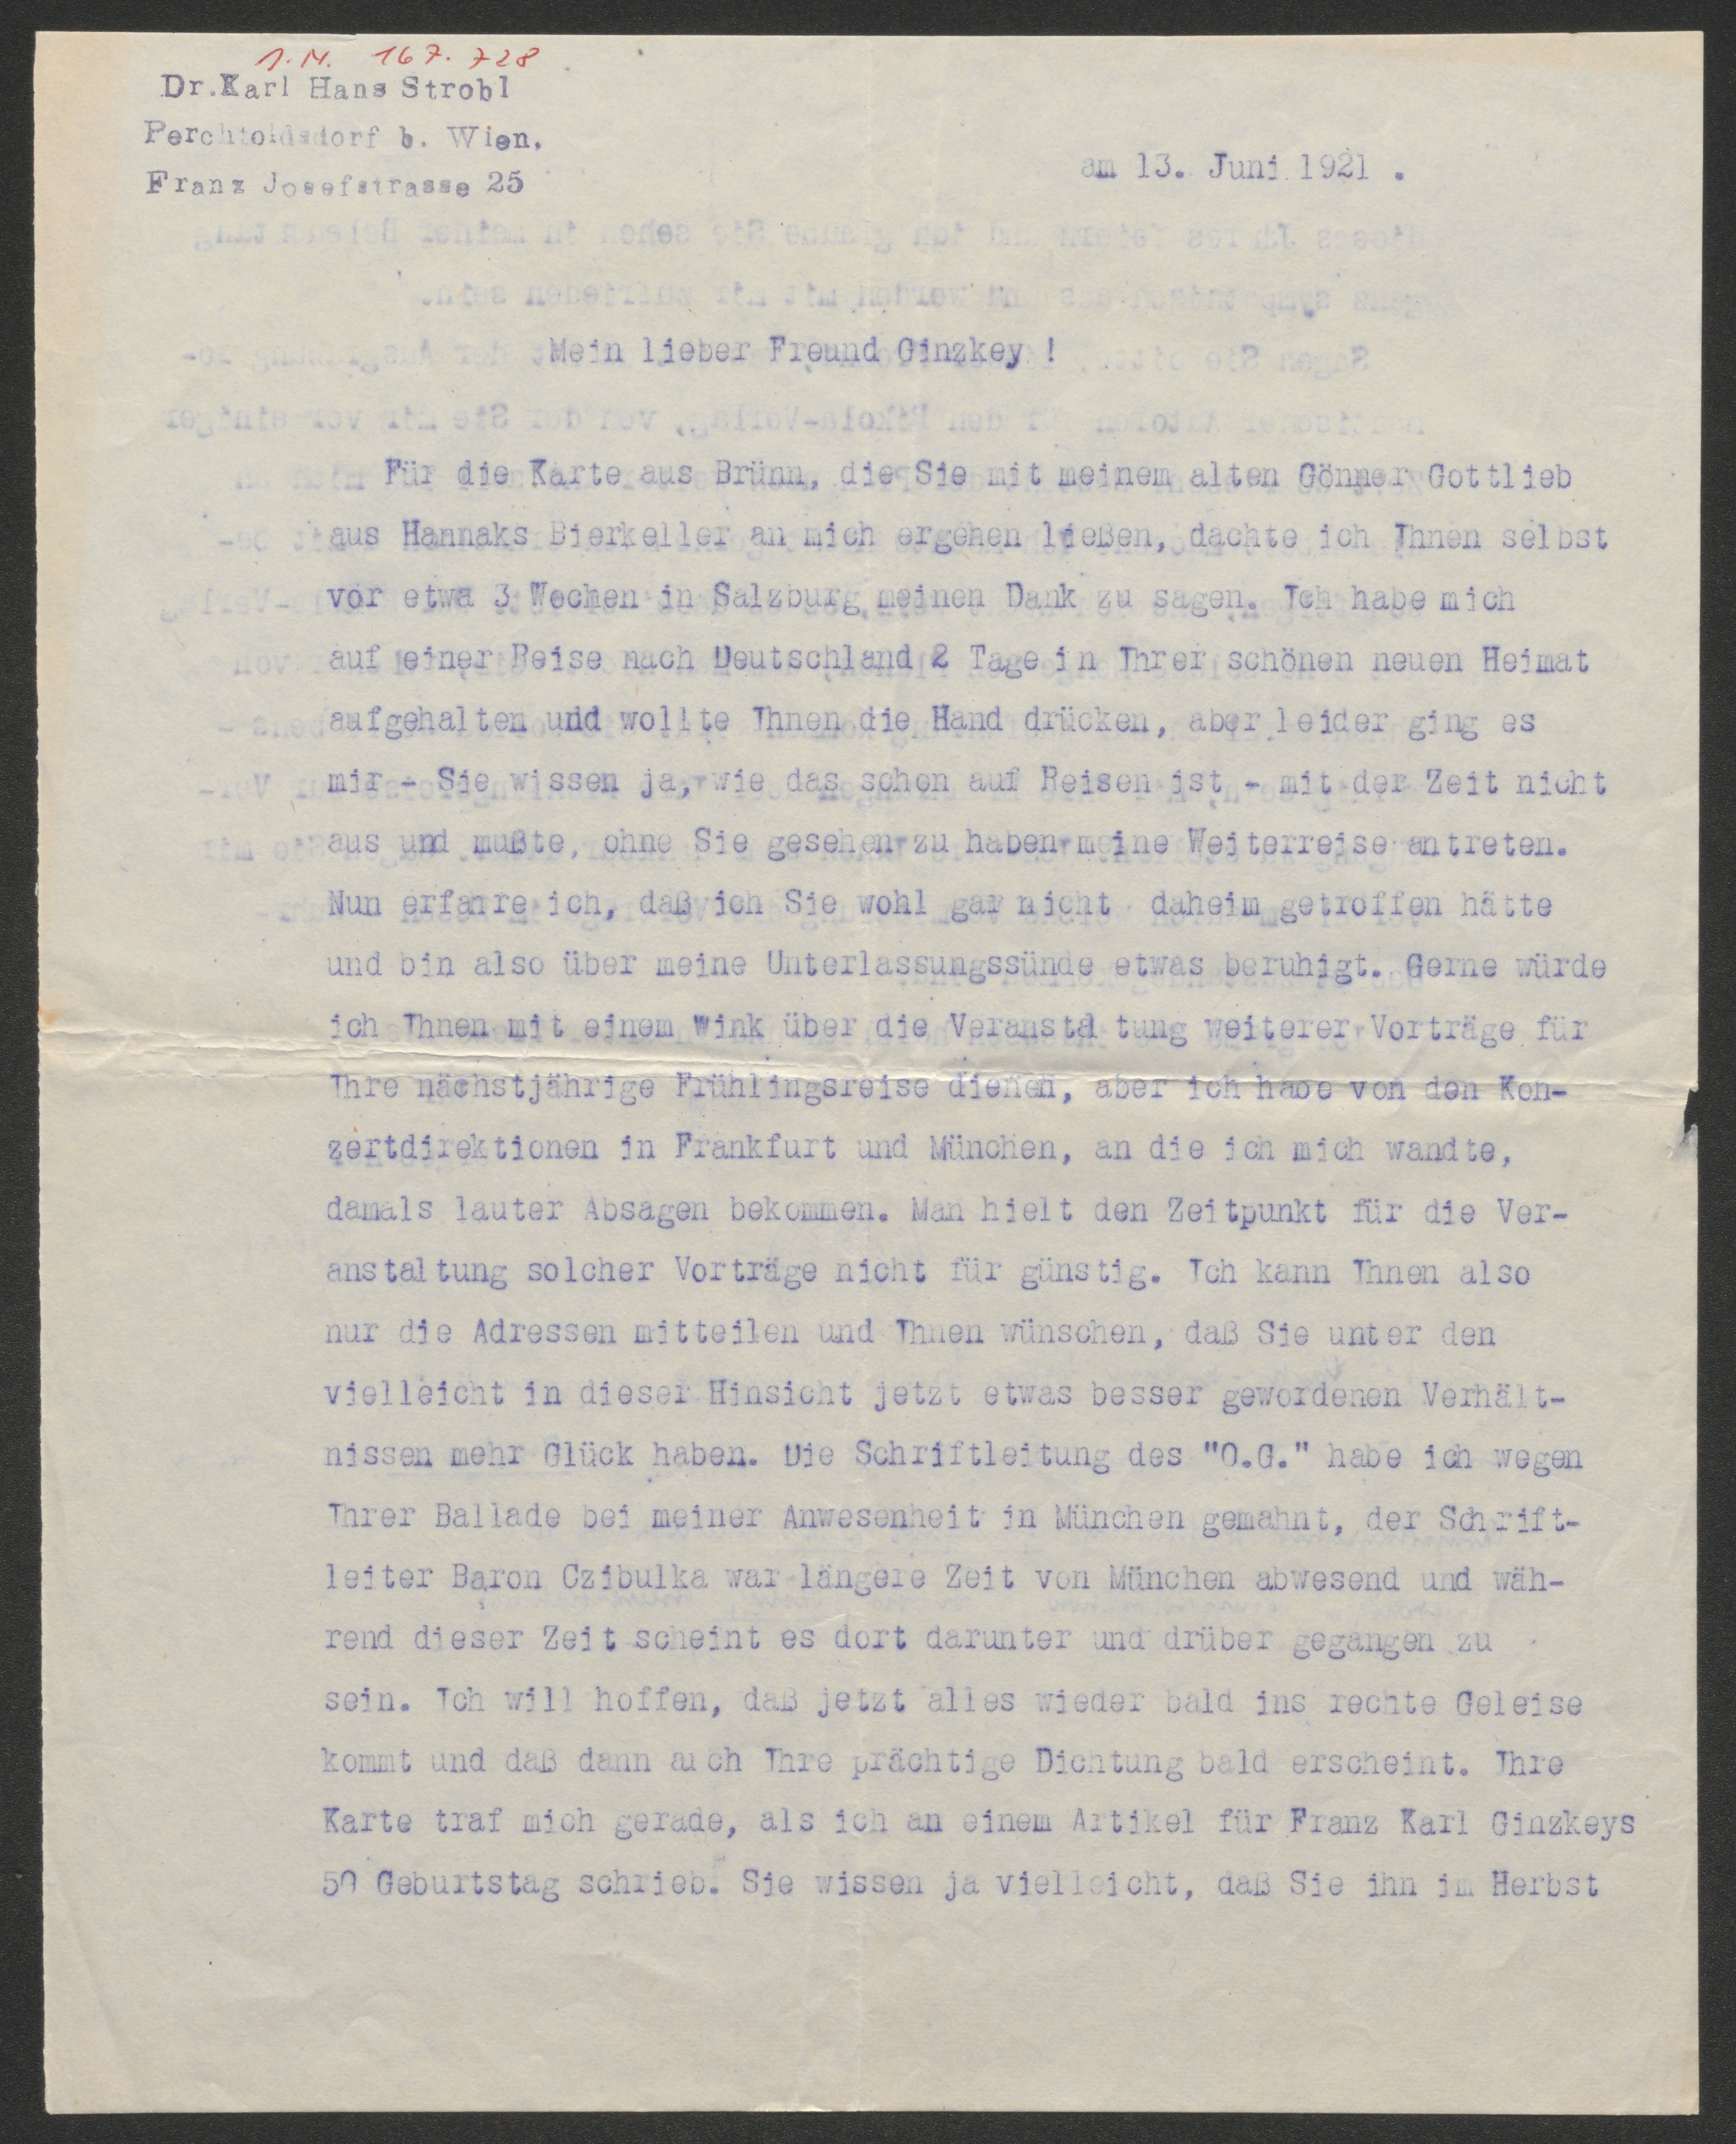 J.N. 167.728
Dr.Karl Hans Strobl
Perchtoldsdorf b. Wien.
Franz Josefstrasse 25
am 13. Juni 1921 .
Mein lieber Freund Ginzkey !
Für die Karte aus Brünn, die Sie mit meinem alten Gönner Gottlieb
aus Hannaks Bierkeller an mich ergehen ließen, dachte ich Ihnen selbst
vor etwa 3 Wochen in Salzburg meinen Dank zu sagen. Ich habe mich
auf einer Reise nach Deutschland 2 Tage in Ihrer schönen neuen Heimat
aufgehalten und wollte Ihnen die Hand drücken, aber leider ging es
mir - Sie wissen ja, wie das schon auf Reisen ist - mit der Zeit nicht
aus und mußte, ohne Sie gesehen zu haben meine Weiterreise antreten.
Nun erfahre ich, daß ich Sie wohl gar nicht daheim getroffen hätte
und bin also über meine Unterlassungssünde etwas beruhigt. Gerne würde
ich Ihnen mit einem Wink über die Veranstaltung weiterer Vorträge für
Ihre nächstjährige Frühlingsreise dienen, aber ich habe von den Kon-
zertdirektionen in Frankfurt und München, an die ich mich wandte,
damals lauter Absagen bekommen. Man hielt den Zeitpunkt für die Ver-
anstaltung solcher Vorträge nicht für günstig. Ich kann Ihnen also
nur die Adressen mitteilen und Ihnen wünschen, daß Sie unter den
vielleicht in dieser Hinsicht jetzt etwas besser gewordenen Verhält-
nissen mehr Glück haben. Die Schriftleitung des "O.G." habe ich wegen
Ihrer Ballade bei meiner Anwesenheit in München gemahnt, der Schrift-
leiter Baron Czibulka war längere Zeit von München abwesend und wäh-
rend dieser Zeit scheint es dort darunter und drüber gegangen zu
sein. Ich will hoffen, daß jetzt alles wieder bald ins rechte Geleise
kommt und daß dann auch Ihre prächtige Dichtung bald erscheint. Ihre
Karte traf mich gerade, als ich an einem Artikel für Franz Karl Ginzkeys
50 Geburtstag schrieb. Sie wissen ja vielleicht, daß Sie ihn im Herbst